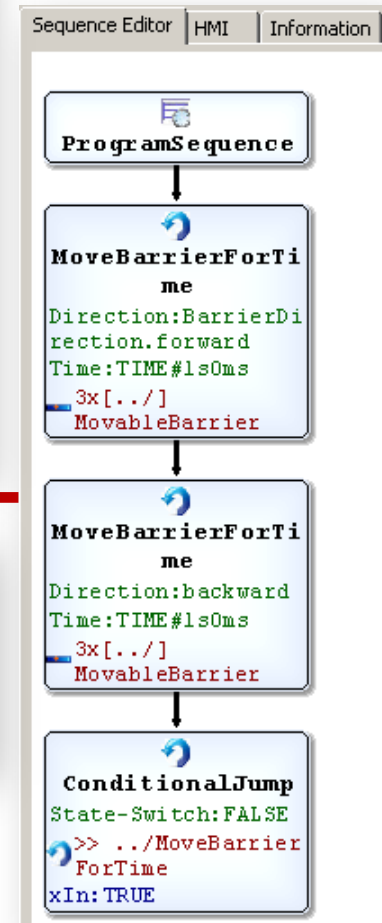 Sequence Editor HMI Information
ProgramSequence
MoveBarrierForTi
me
Direction:BarrierDi
rection.forward
Time:TIME#1s0ms
3x[../]
MovableBarrier
MoveBarrierForTi
me
Direction:backward
Time:TIME#1s0ms
3x[../]
MovableBarrier
ConditionalJump
State-Switch:FALSE
>> ../MoveBarrier
ForTime
xIn:TRUE